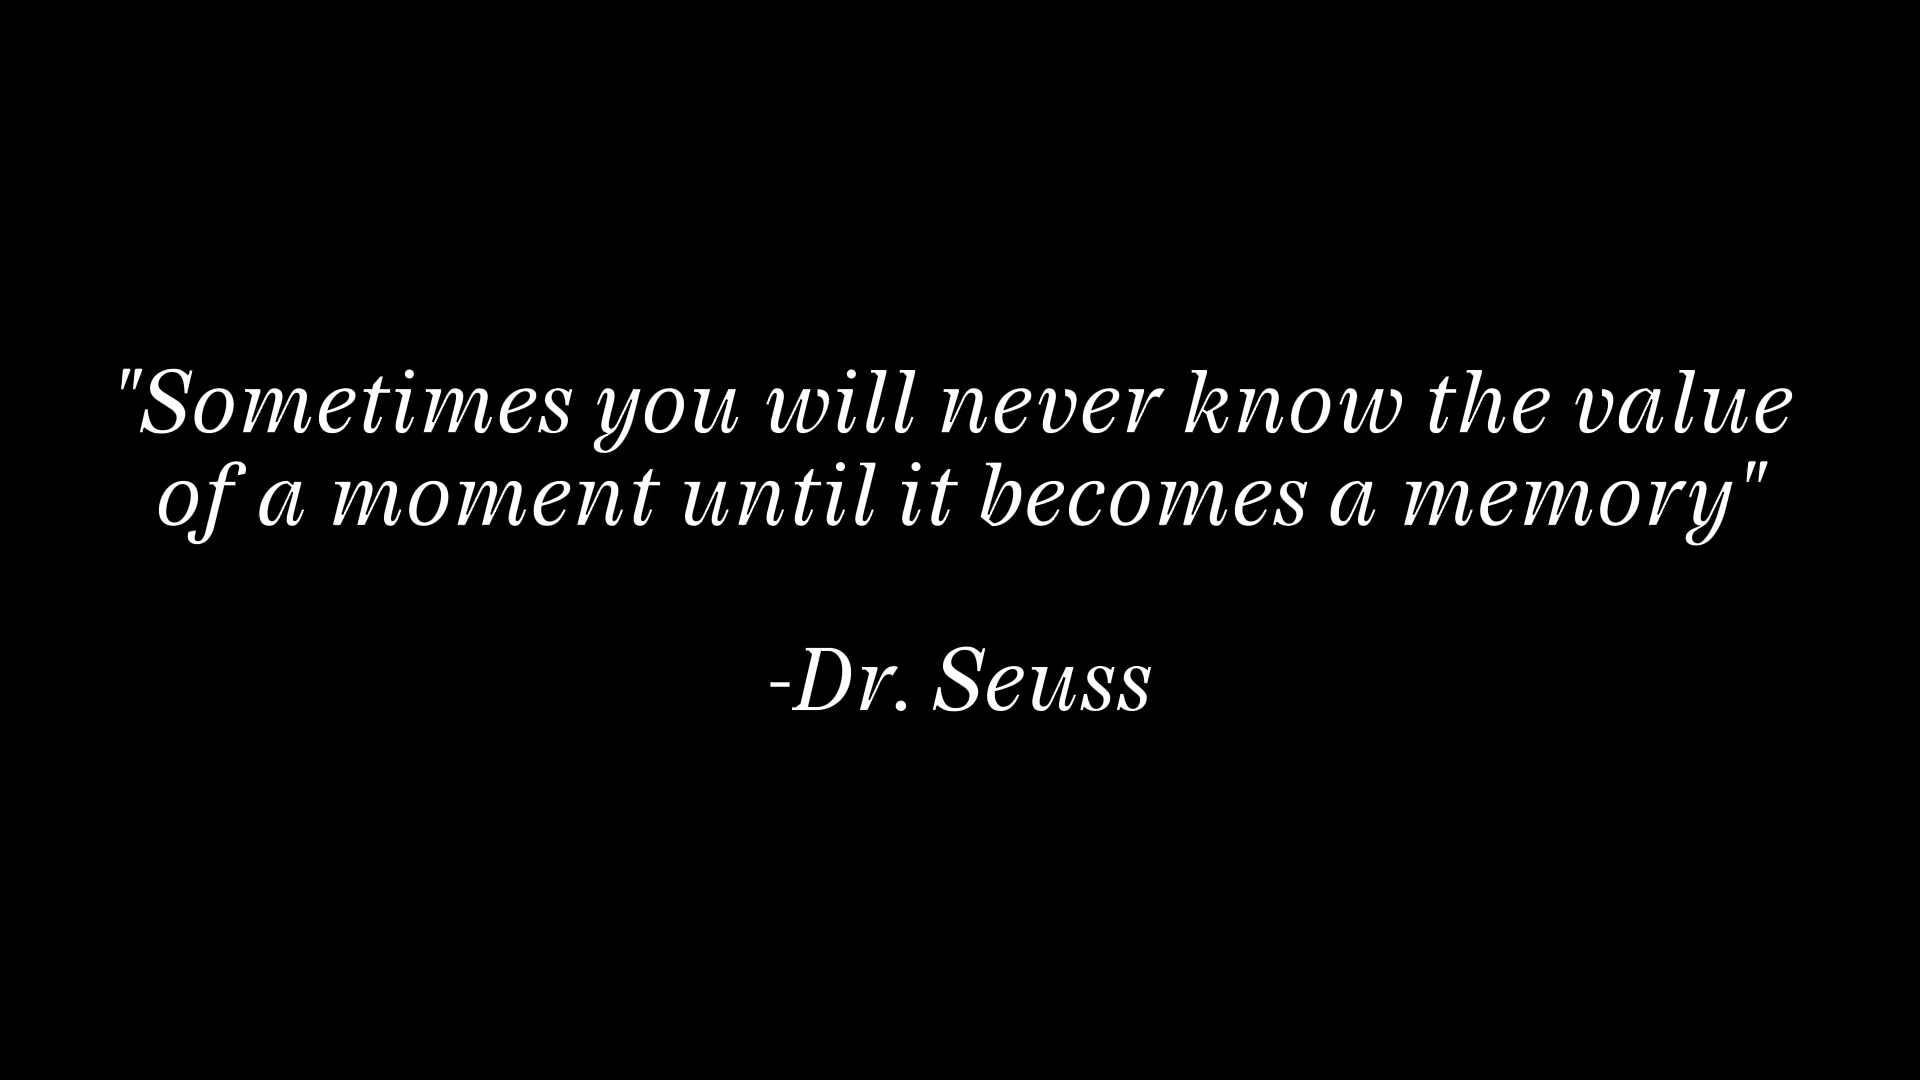 "Sometimes you will never know the value
of a moment until it becomes a memory"
-Dr. Seuss